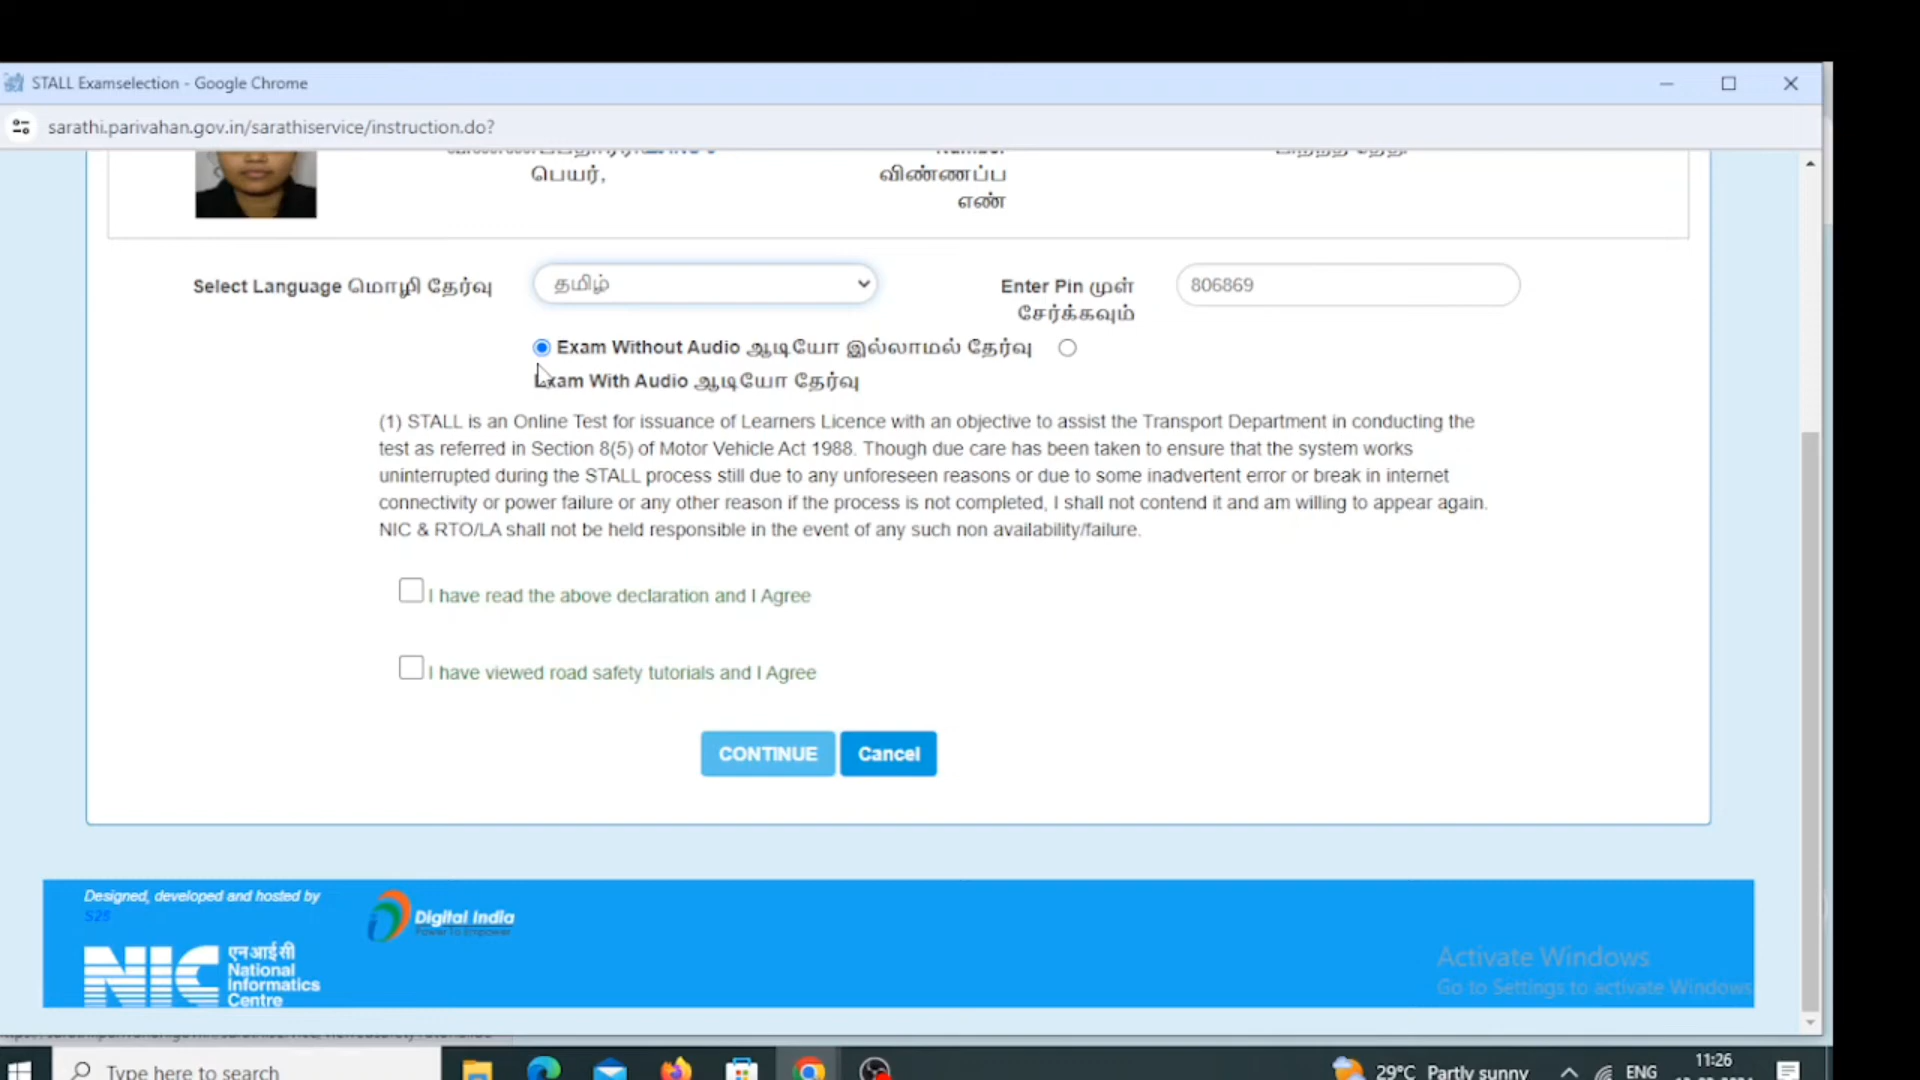 STALL Examselection - Google Chrome
sarathi.parivahan.gov.in/sarathiservice/instruction.do?
பெயர்,
விண்ணப்ப
எண்
Select Language மொழி தேர்வு
தமிழ்
Enter Pin முள்
சேர்க்கவும்
806869
Exam Without Audio ஆடியோ இல்லாமல் தேர்வு
Exam With Audio ஆடியோ தேர்வு
(1) STALL is an Online Test for issuance of Learners Licence with an objective to assist the Transport Department in conducting the
test as referred in Section 8(5) of Motor Vehicle Act 1988. Though due care has been taken to ensure that the system works
uninterrupted during the STALL process still due to any unforeseen reasons or due to some inadvertent error or break in internet
connectivity or power failure or any other reason if the process is not completed, I shall not contend it and am willing to appear again.
NIC & RTO/LA shall not be held responsible in the event of any such non availability/failure.
I have read the above declaration and I Agree
I have viewed road safety tutorials and I Agree
CONTINUE
Cancel
Designed, developed and hosted by
S25
Digital India
Power To Empower
NIC
एनआईसी
National
Informatics
Centre
Activate Windows
Go to Settings to activate Windows
Type here to search
29°C Partly sunny
ENG
11:26